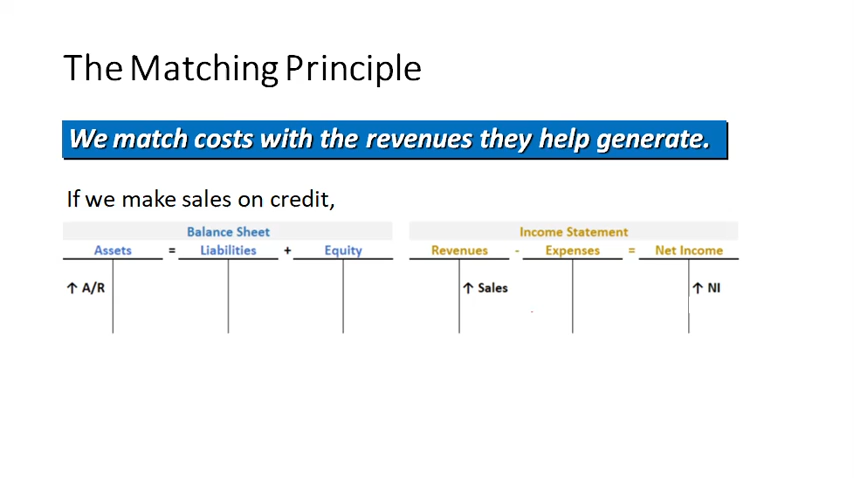 The Matching Principle
We match costs with the revenues they help generate.
If we make sales on credit,
Balance Sheet Income Statement
Assets = Liabilities + Equity Revenues - Expenses = Net Income
↑ A/R ↑ Sales ↑ NI